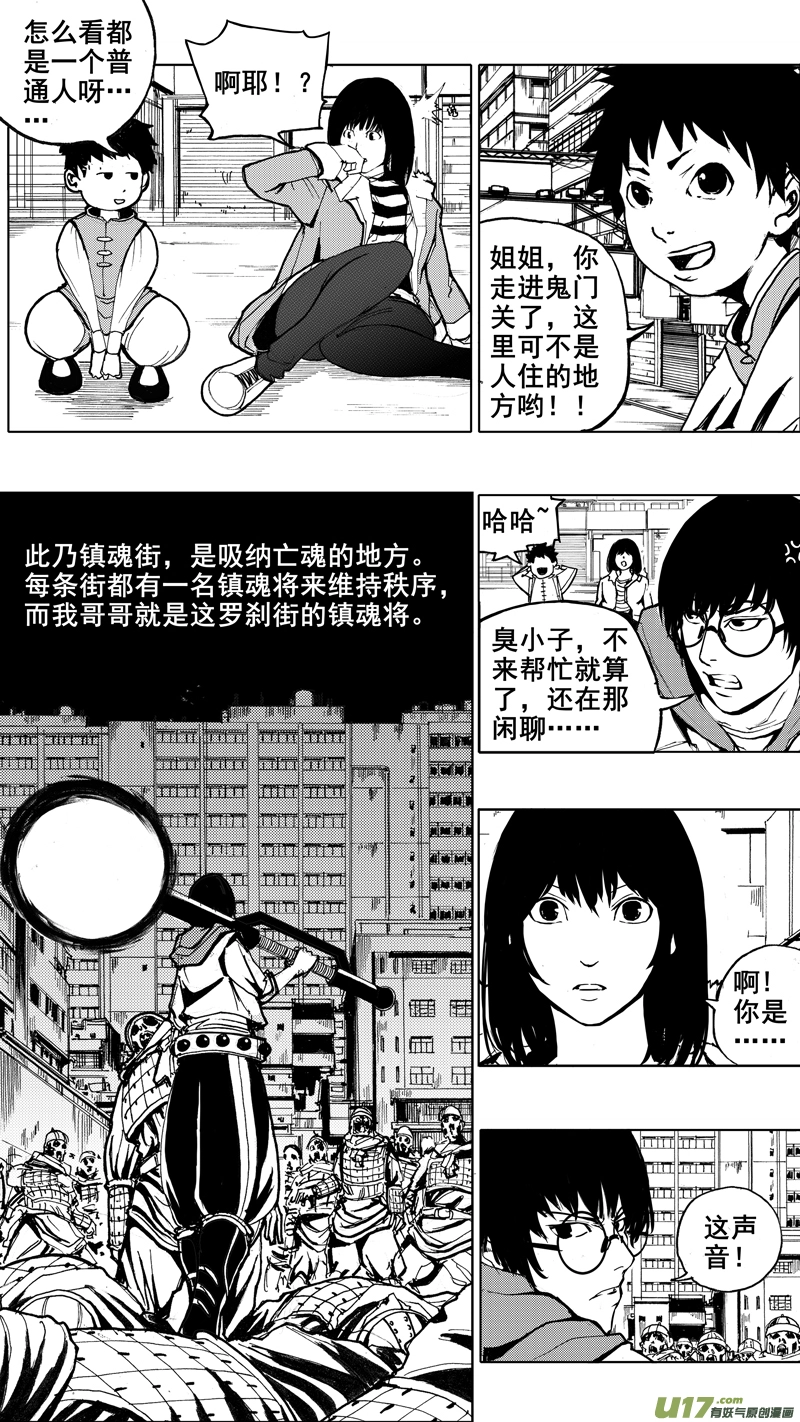 怎么看都
是一个普
通人呀……
……
啊耶！？
姐姐，你
走进鬼门
关了，这
里可不是
人住的地
方哟！！
此乃镇魂街，是吸纳亡魂的地方。
每条街都有一名镇魂将来维持秩序，
而我哥哥就是这罗刹街的镇魂将。
哈哈~
臭小子，不
来帮忙就算
了，还在那
闲聊……
啊！
你是
……
这声
音！
U17.com
有妖气原创漫画